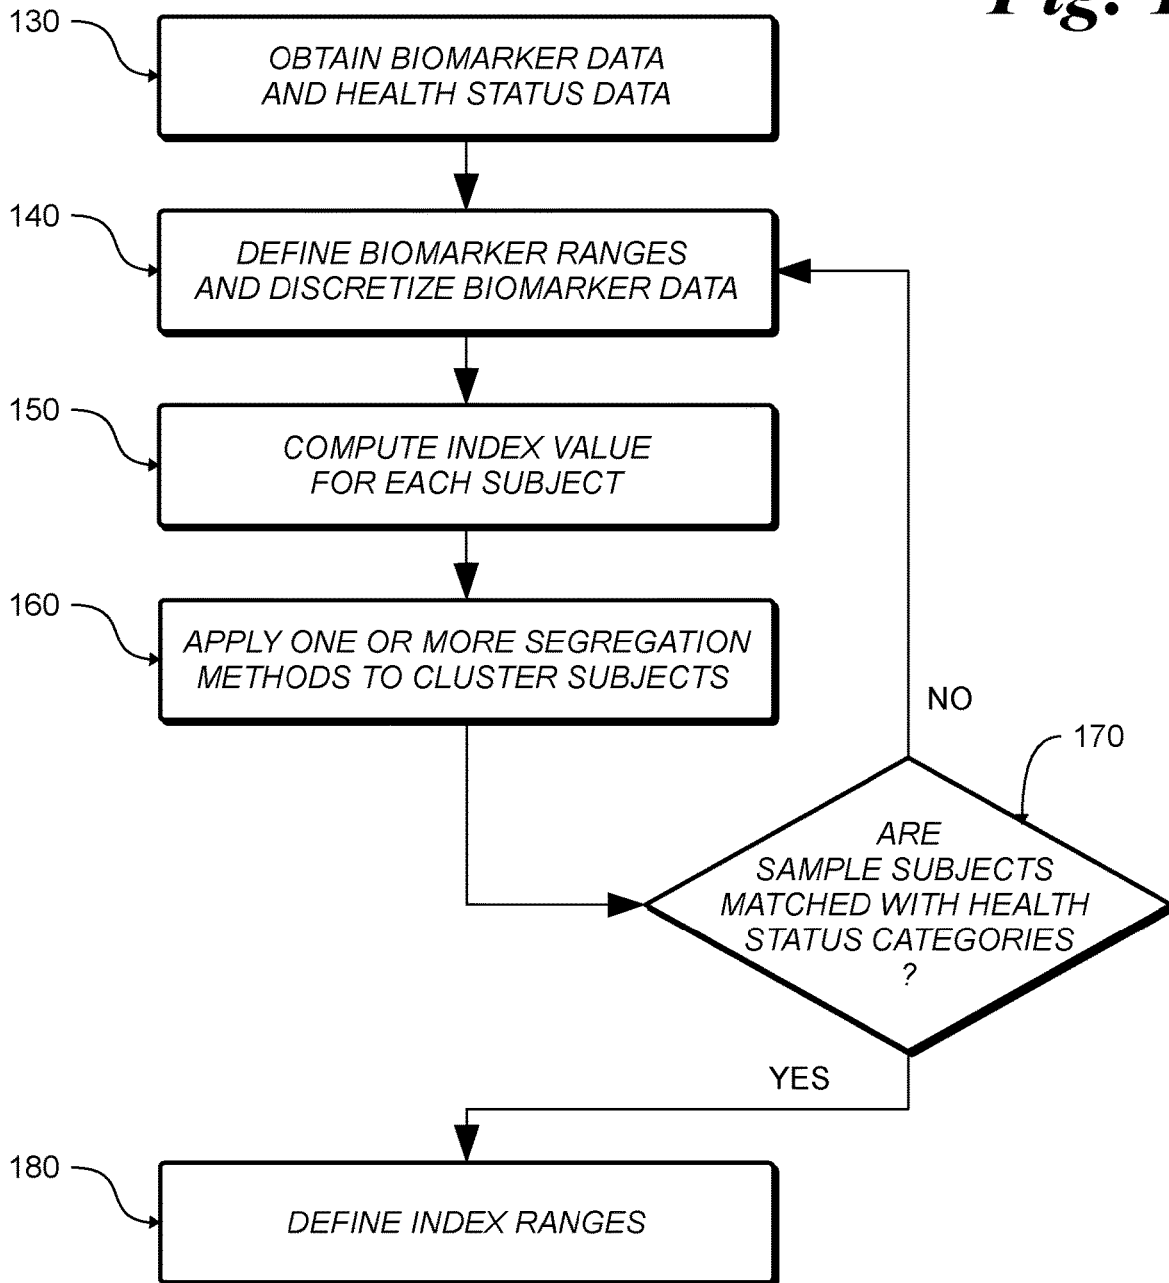 Fig. 1
130
OBTAIN BIOMARKER DATA
AND HEALTH STATUS DATA
140
DEFINE BIOMARKER RANGES
AND DISCRETIZE BIOMARKER DATA
150
COMPUTE INDEX VALUE
FOR EACH SUBJECT
160
APPLY ONE OR MORE SEGREGATION
METHODS TO CLUSTER SUBJECTS
NO
170
ARE
SAMPLE SUBJECTS
MATCHED WITH HEALTH
STATUS CATEGORIES
?
YES
180
DEFINE INDEX RANGES